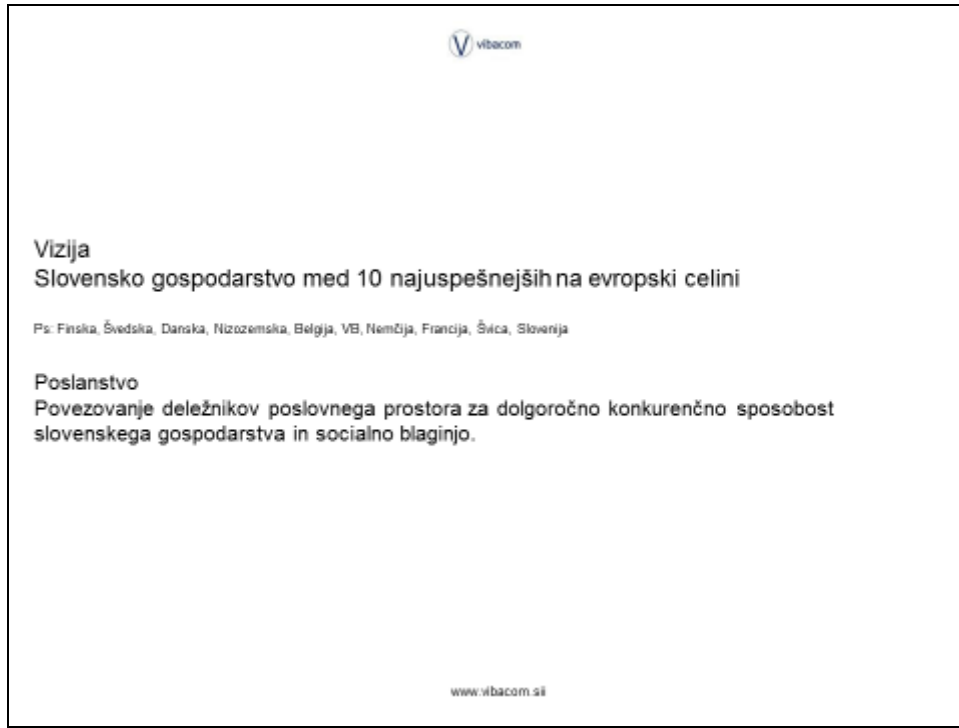 V vibacom
Vizija
Slovensko gospodarstvo med 10 najuspešnejših na evropski celini
Ps: Finska, Švedska, Danska, Nizozemska, Belgija, VB, Nemčija, Francija, Švica, Slovenija
Poslanstvo
Povezovanje deležnikov poslovnega prostora za dolgoročno konkurenčno sposobost
slovenskega gospodarstva in socialno blaginjo.
www.vibacom.sii